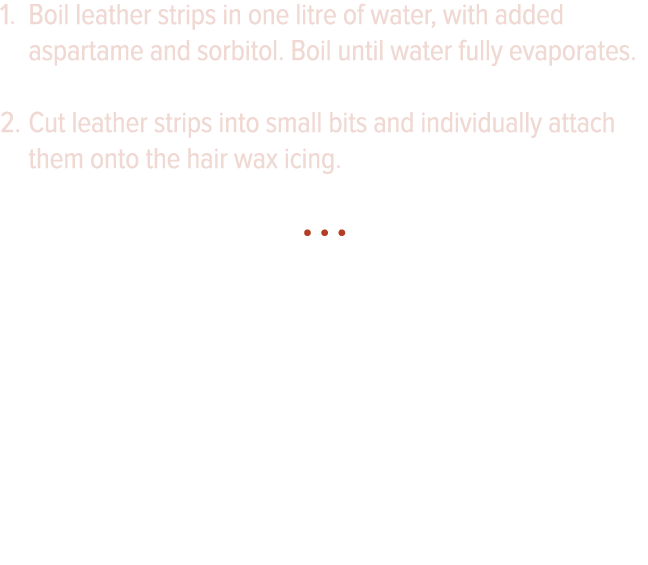 1. Boil leather strips in one litre of water, with added
aspartame and sorbitol. Boil until water fully evaporates.
2. Cut leather strips into small bits and individually attach
them onto the hair wax icing.
• • •